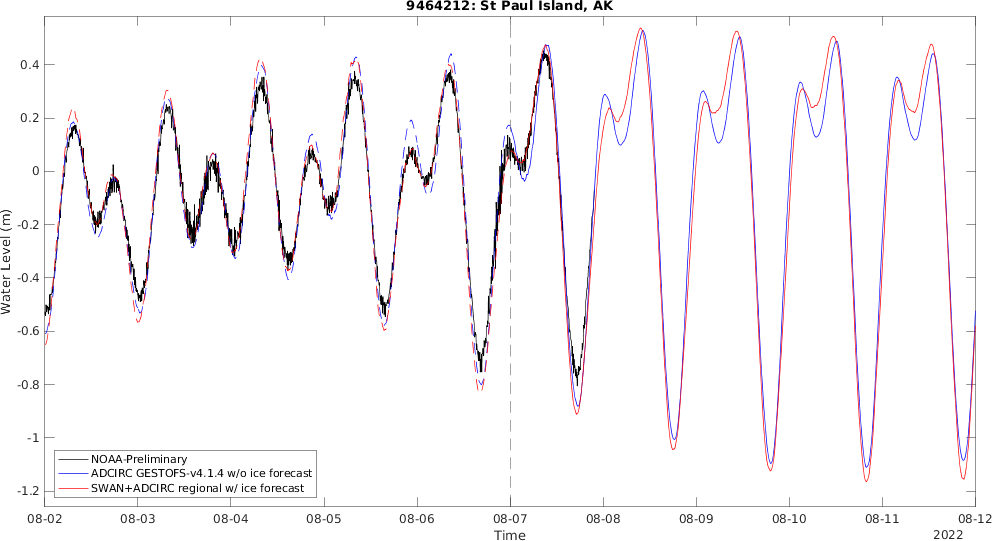 9464212: St Paul Island, AK
Water Level (m)
0.4
0.2
0
-0.2
-0.4
-0.6
-0.8
-1
-1.2
NOAA-Preliminary
ADCIRC GESTOFS-v4.1.4 w/o ice forecast
SWAN+ADCIRC regional w/ ice forecast
08-02 08-03 08-04 08-05 08-06 08-07 08-08 08-09 08-10 08-11 08-12
Time
2022